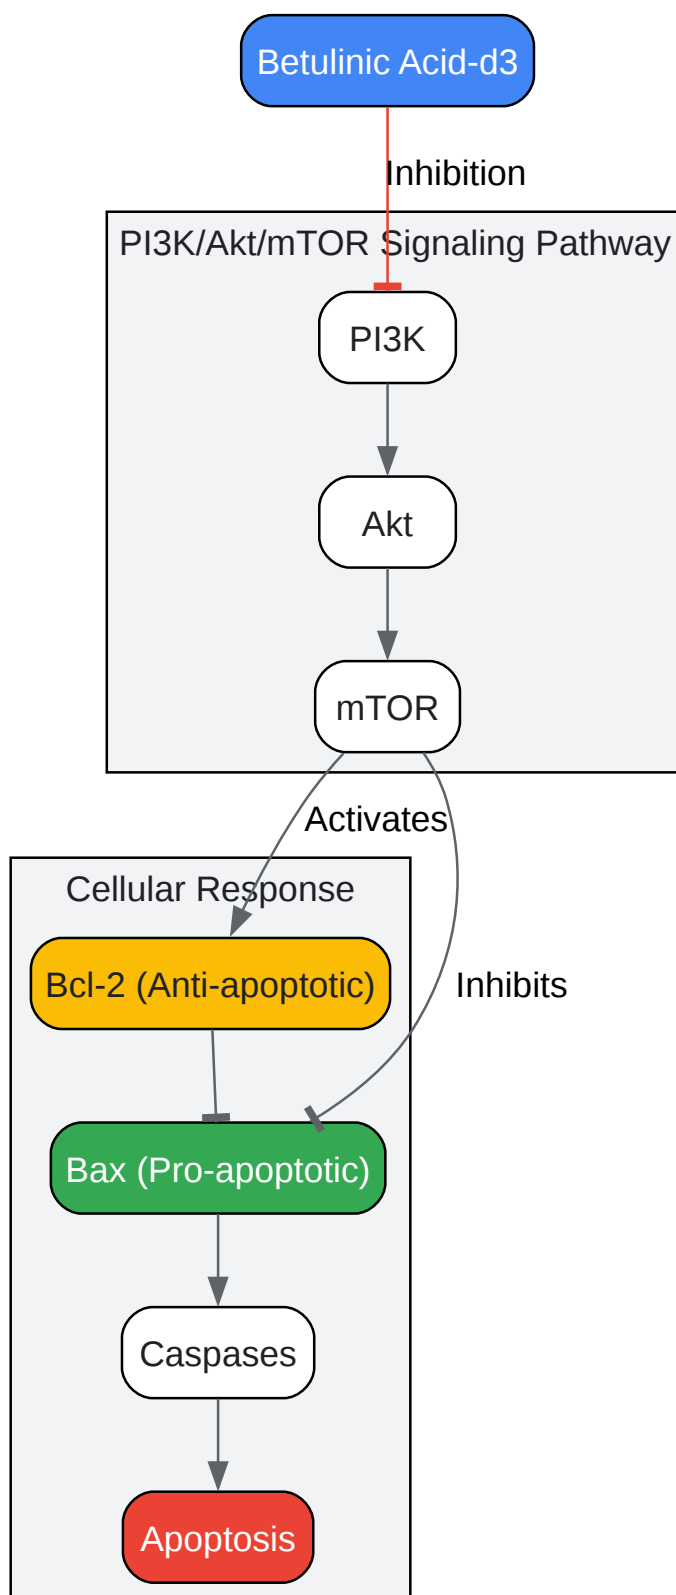 Betulinic Acid-d3
Inhibition
PI3K/Akt/mTOR Signaling Pathway
PI3K
Akt
mTOR
Activates
Cellular Response
Bcl-2 (Anti-apoptotic)
Inhibits
Bax (Pro-apoptotic)
Caspases
Apoptosis